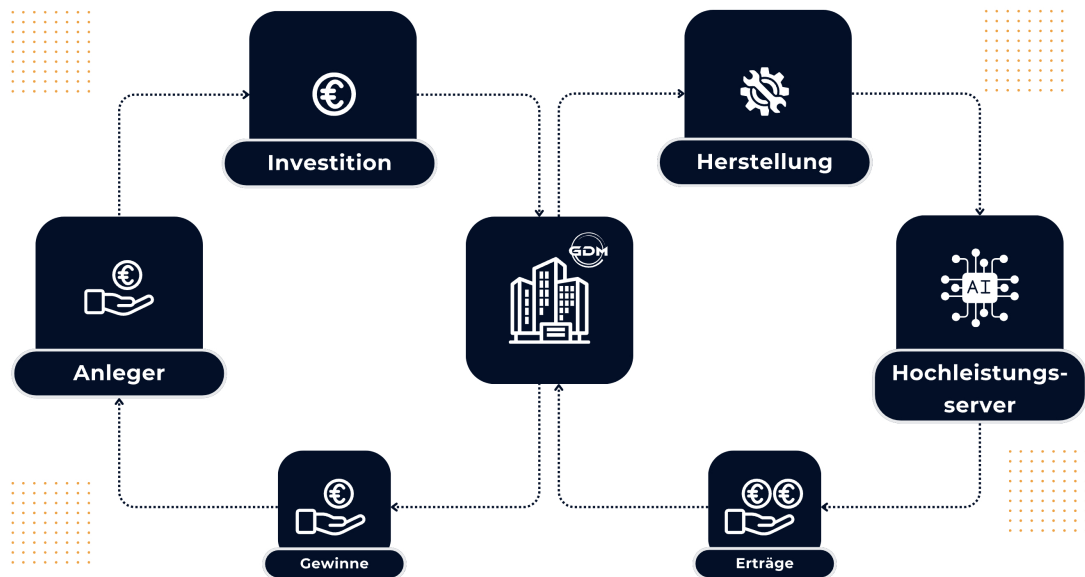 Investition
Herstellung
GDM
Anleger
AI
Hochleistungs-
server
Gewinne
Erträge